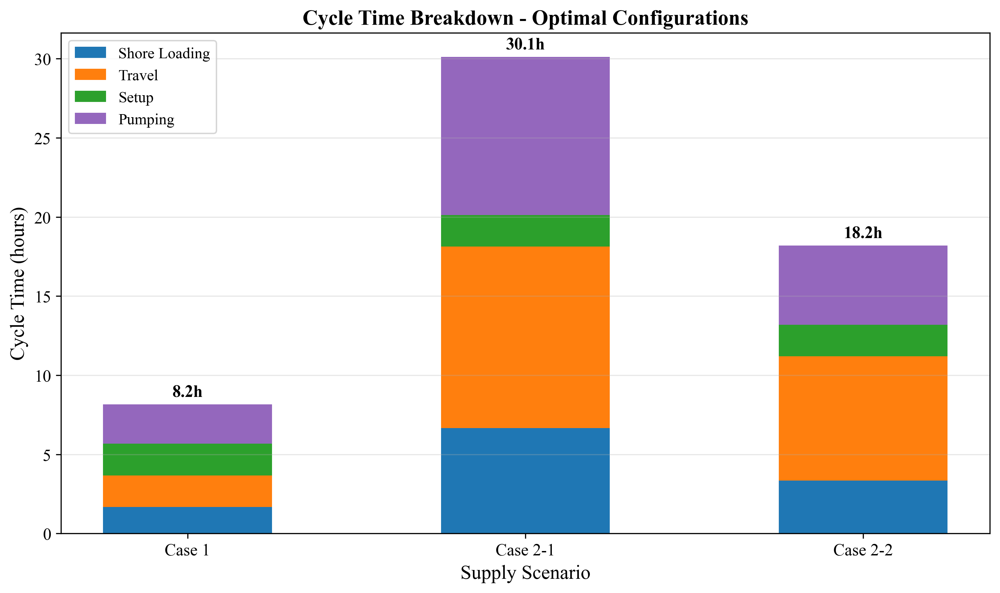 Cycle Time Breakdown - Optimal Configurations
Shore Loading
Travel
Setup
Pumping
30.1h
18.2h
8.2h
30
25
20
15
10
5
0
Cycle Time (hours)
Case 1
Case 2-1
Case 2-2
Supply Scenario